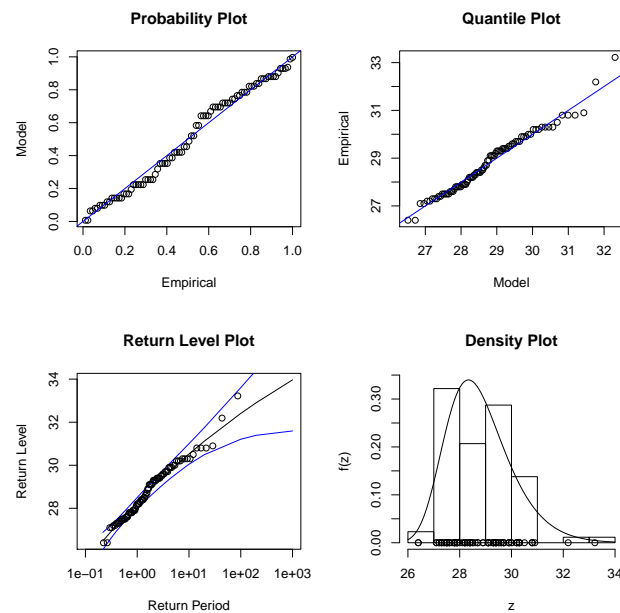 Probability Plot
Model
0.0 0.2 0.4 0.6 0.8 1.0
0.0 0.2 0.4 0.6 0.8 1.0
Empirical
Quantile Plot
Empirical
27 29 31 33
27 28 29 30 31 32
Model
Return Level Plot
Return Level
28 30 32 34
1e−01 1e+00 1e+01 1e+02 1e+03
Return Period
Density Plot
f(z)
0.00 0.10 0.20 0.30
26 28 30 32 34
z